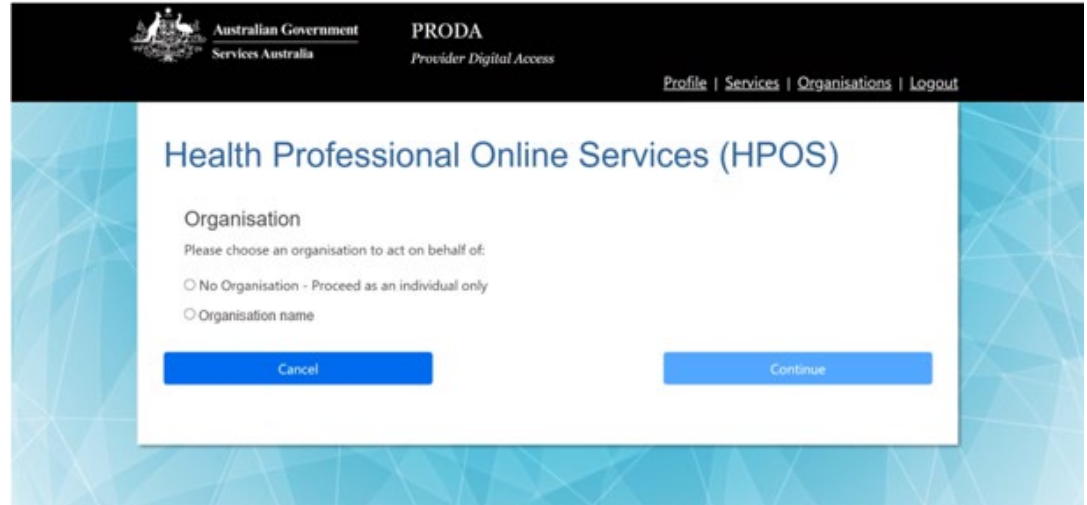 Australian Government
Services Australia
PRODA
Provider Digital Access
Profile | Services | Organisations | Logout
Health Professional Online Services (HPOS)
Organisation
Please choose an organisation to act on behalf of:
No Organisation - Proceed as an individual only
Organisation name
Cancel
Continue